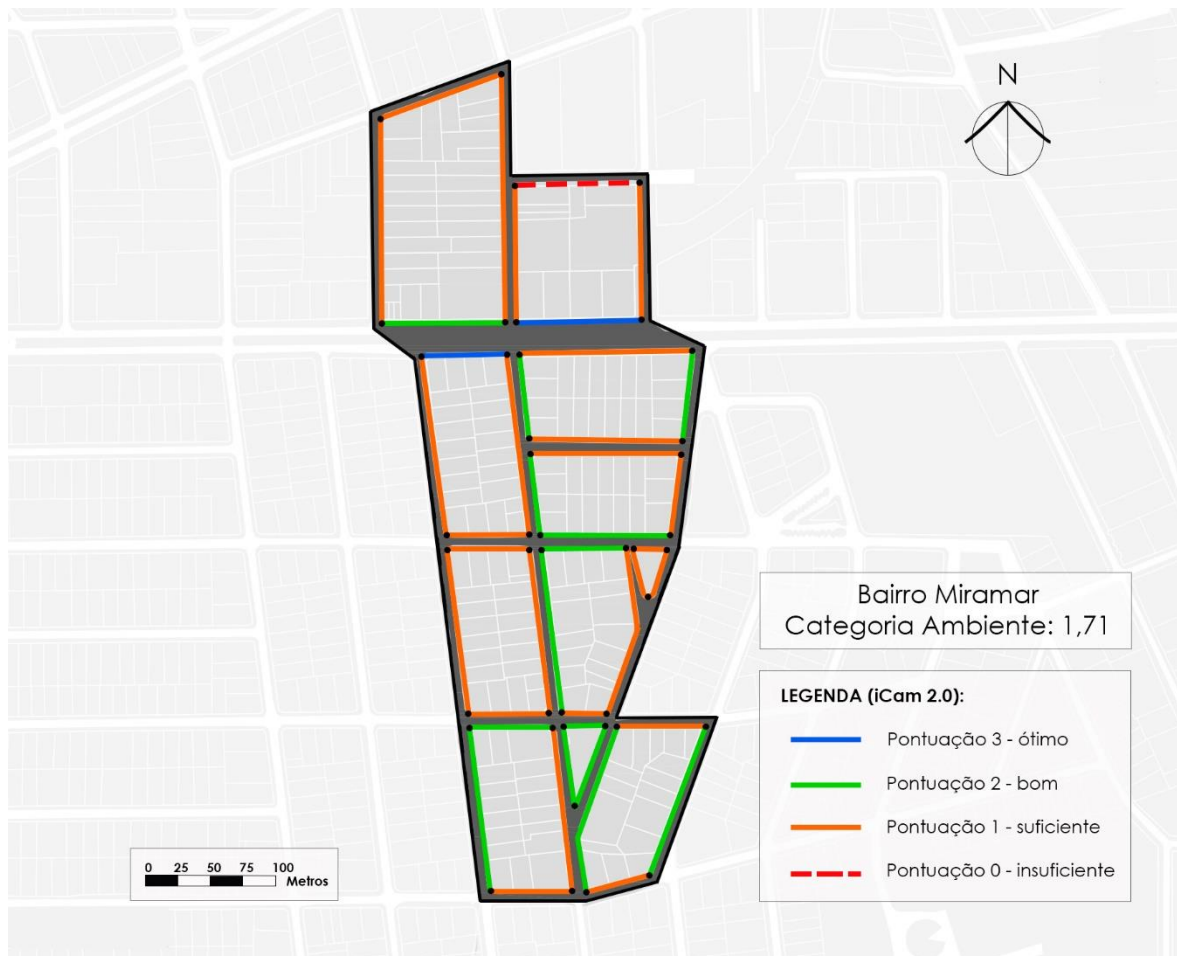 N
Bairro Miramar
Categoria Ambiente: 1,71
LEGENDA (iCam 2.0):
Pontuação 3 - ótimo
Pontuação 2 - bom
Pontuação 1 - suficiente
Pontuação 0 - insuficiente
0 25 50 75 100
Metros